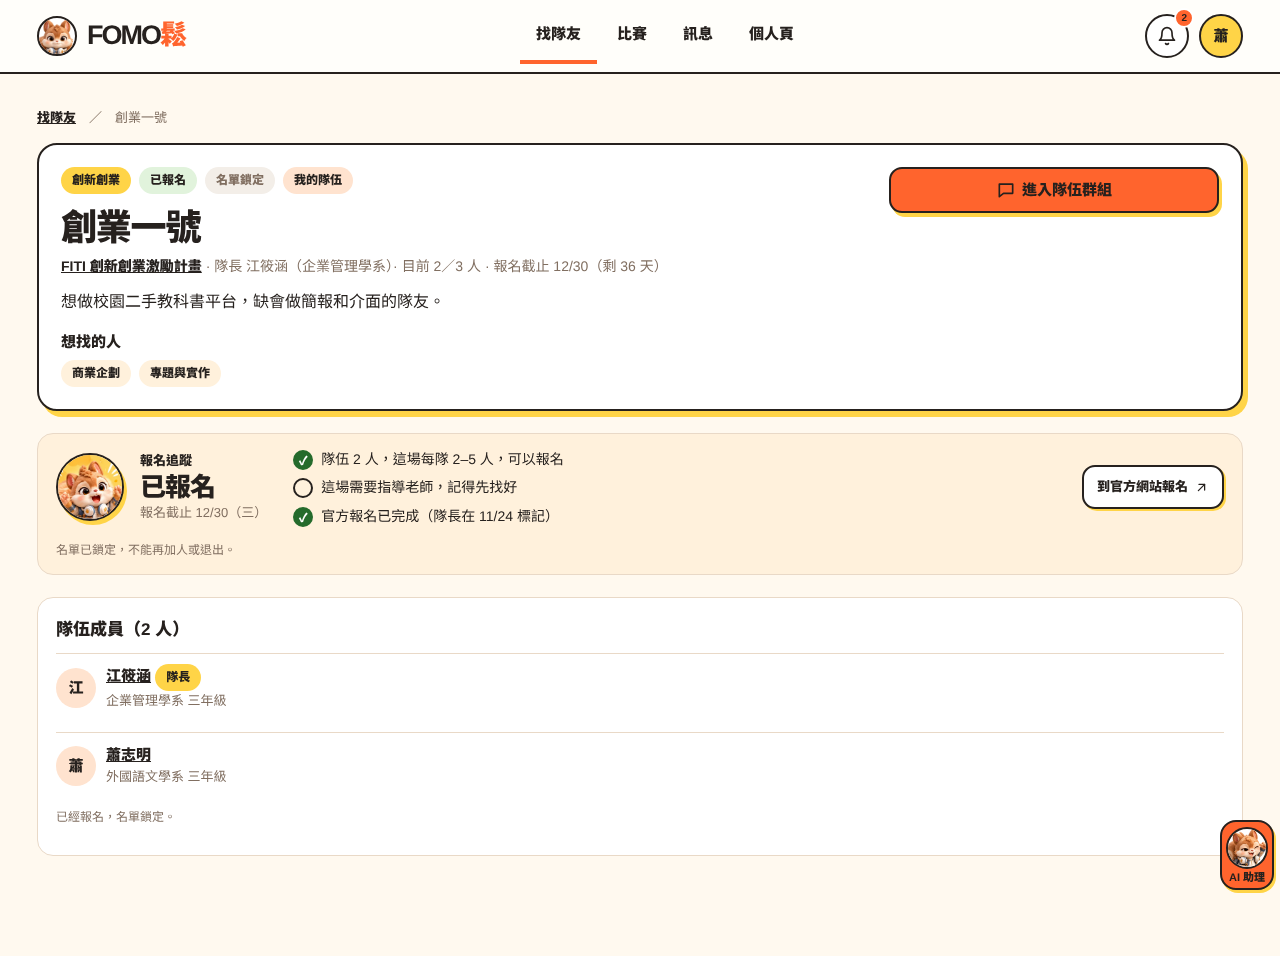 FOMO鬆
找隊友
比賽
訊息
個人頁
2
蕭
找隊友 ／ 創業一號
創新創業
已報名
名單鎖定
我的隊伍
進入隊伍群組
創業一號
FITI 創新創業激勵計畫 · 隊長 江筱涵（企業管理學系）· 目前 2／3 人 · 報名截止 12/30（剩 36 天）
想做校園二手教科書平台，缺會做簡報和介面的隊友。
想找的人
商業企劃
專題與實作
報名追蹤
已報名
報名截止 12/30（三）
隊伍 2 人，這場每隊 2–5 人，可以報名
這場需要指導老師，記得先找好
官方報名已完成（隊長在 11/24 標記）
到官方網站報名
名單已鎖定，不能再加人或退出。
隊伍成員（2 人）
江
江筱涵
隊長
企業管理學系 三年級
蕭
蕭志明
外國語文學系 三年級
已經報名，名單鎖定。
AI 助理